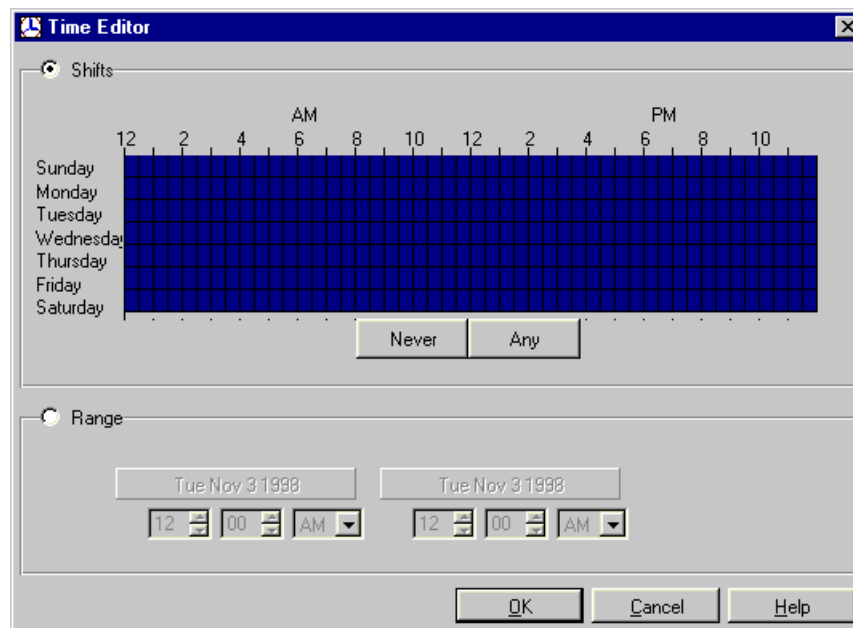 Time Editor
Shifts
AM PM
12 2 4 6 8 10 12 2 4 6 8 10
Sunday
Monday
Tuesday
Wednesday
Thursday
Friday
Saturday
Never Any
Range
Tue Nov 3 1998 Tue Nov 3 1998
12 00 AM 12 00 AM
OK Cancel Help